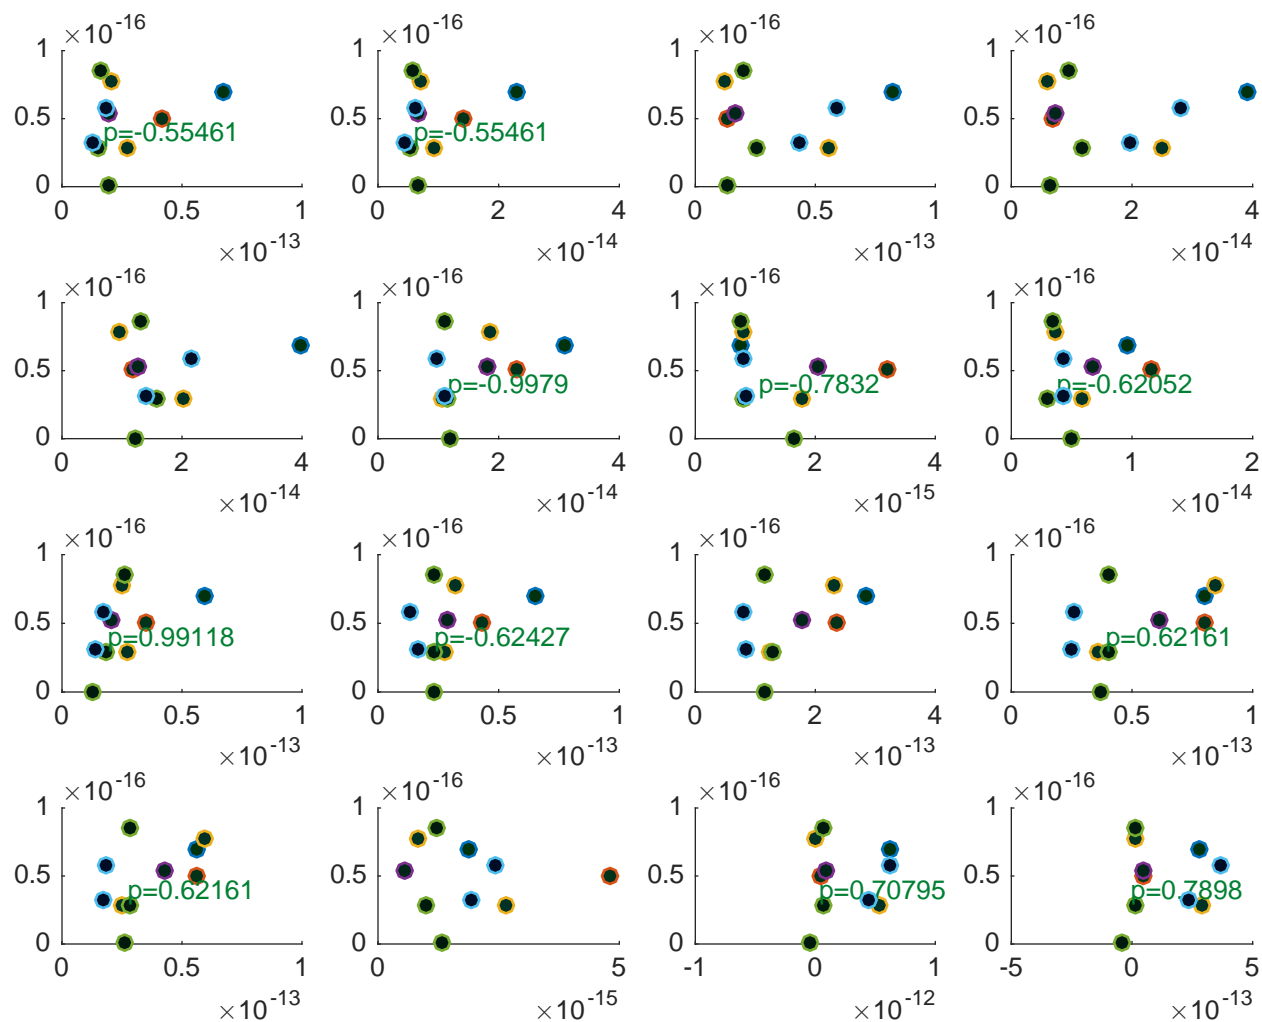 ×10-16 ×10-16 ×10-16 ×10-16
1 1 1 1
0.5 p=-0.55461 0.5 p=-0.55461 0.5 0.5
0 0 0 0
0 0.5 1 0 2 4 0 0.5 1 0 2 4
×10-13 ×10-14 ×10-13 ×10-14
×10-16 ×10-16 ×10-16 ×10-16
1 1 1 1
0.5 0.5 p=-0.9979 0.5 p=-0.7832 0.5 p=-0.62052
0 0 0 0
0 2 4 0 2 4 0 2 4 0 1 2
×10-14 ×10-14 ×10-15 ×10-14
×10-16 ×10-16 ×10-16 ×10-16
1 1 1 1
0.5 p=0.99118 0.5 p=-0.62427 0.5 0.5 p=0.62161
0 0 0 0
0 0.5 1 0 0.5 1 0 2 4 0 0.5 1
×10-13 ×10-13 ×10-13 ×10-13
×10-16 ×10-16 ×10-16 ×10-16
1 1 1 1
0.5 p=0.62161 0.5 0.5 p=0.70795 0.5 p=0.7898
0 0 0 0
0 0.5 1 0 5 -1 0 1 -5 0 5
×10-13 ×10-15 ×10-12 ×10-13